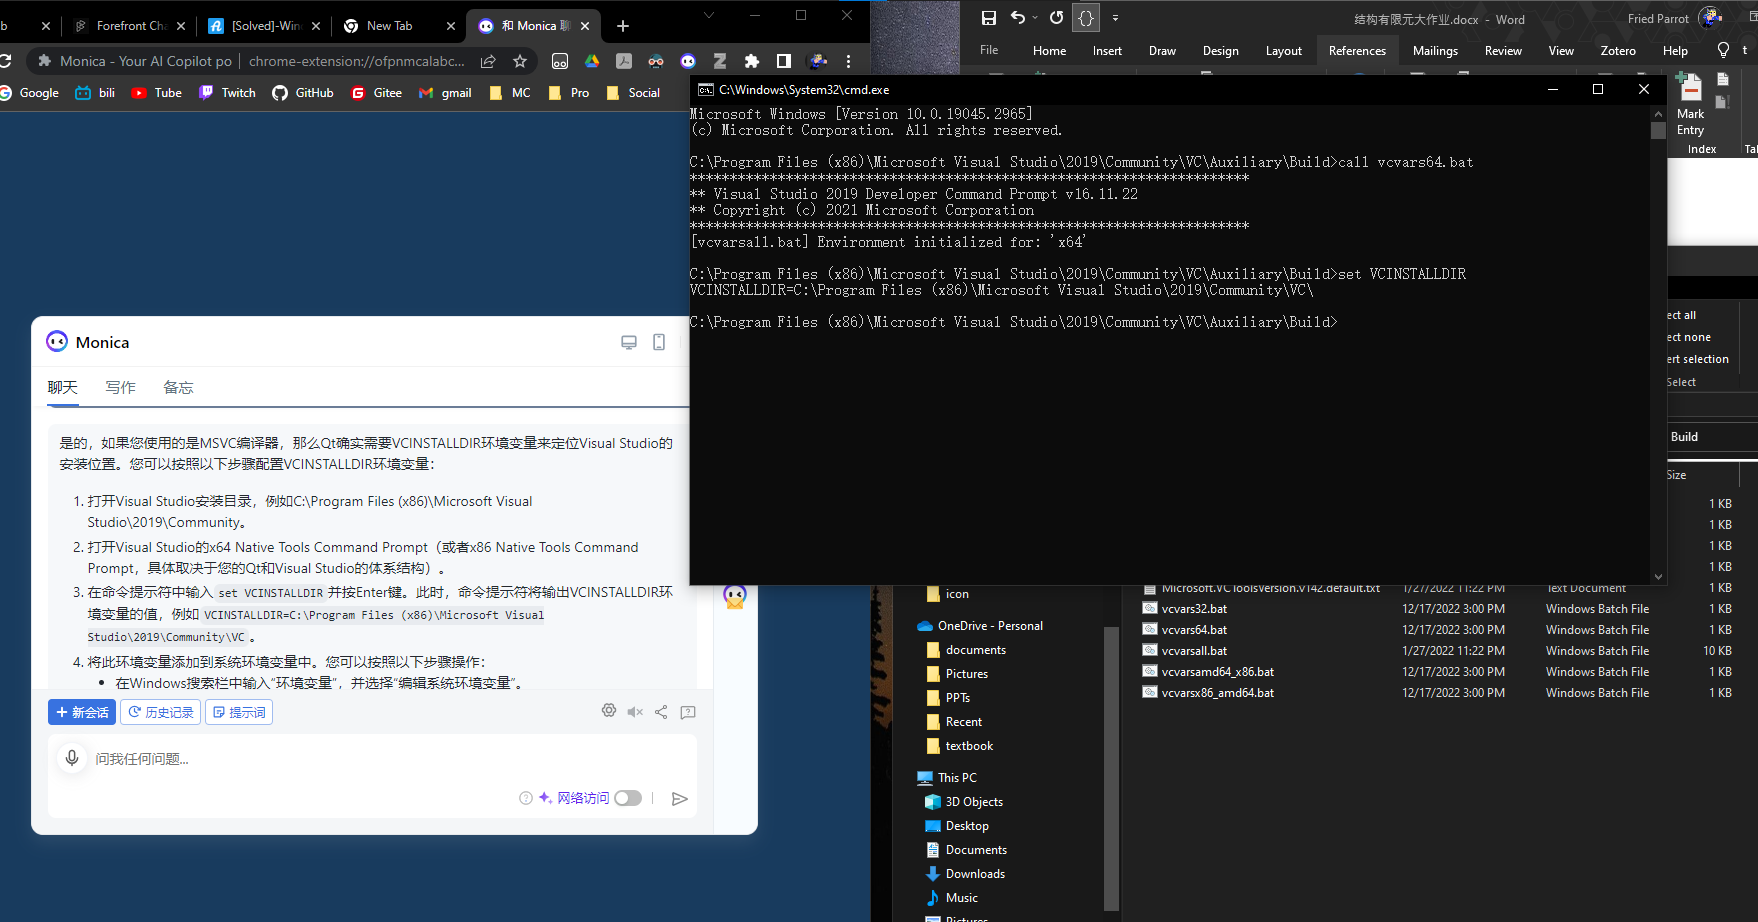 b
Forefront Cha
[Solved]-Win
New Tab
和 Monica 聊
Monica - Your AI Copilot po
chrome-extension://ofpnmcalabc...
Google
bili
Tube
Twitch
GitHub
Gitee
gmail
MC
Pro
Social
结构有限元大作业.docx - Word
Fried Parrot
File
Home
Insert
Draw
Design
Layout
References
Mailings
Review
View
Zotero
Help
t
Mark
Entry
Index
Tal
C:\Windows\System32\cmd.exe
Microsoft Windows [Version 10.0.19045.2965]
(c) Microsoft Corporation. All rights reserved.
C:\Program Files (x86)\Microsoft Visual Studio\2019\Community\VC\Auxiliary\Build>call vcvars64.bat
**********************************************************************
** Visual Studio 2019 Developer Command Prompt v16.11.22
** Copyright (c) 2021 Microsoft Corporation
**********************************************************************
[vcvarsall.bat] Environment initialized for: 'x64'
C:\Program Files (x86)\Microsoft Visual Studio\2019\Community\VC\Auxiliary\Build>set VCINSTALLDIR
VCINSTALLDIR=C:\Program Files (x86)\Microsoft Visual Studio\2019\Community\VC\
C:\Program Files (x86)\Microsoft Visual Studio\2019\Community\VC\Auxiliary\Build>
Monica
聊天
写作
备忘
是的，如果您使用的是MSVC编译器，那么Qt确实需要VCINSTALLDIR环境变量来定位Visual Studio的
安装位置。您可以按照以下步骤配置VCINSTALLDIR环境变量：
1. 打开Visual Studio安装目录，例如C:\Program Files (x86)\Microsoft Visual
Studio\2019\Community。
2. 打开Visual Studio的x64 Native Tools Command Prompt（或者x86 Native Tools Command
Prompt，具体取决于您的Qt和Visual Studio的体系结构）。
3. 在命令提示符中输入 set VCINSTALLDIR 并按Enter键。此时，命令提示符将输出VCINSTALLDIR环
境变量的值，例如 VCINSTALLDIR=C:\Program Files (x86)\Microsoft Visual
Studio\2019\Community\VC 。
4. 将此环境变量添加到系统环境变量中。您可以按照以下步骤操作：
• 在Windows搜索栏中输入“环境变量”，并选择“编辑系统环境变量”。
+ 新会话
历史记录
提示词
问我任何问题...
网络访问
ect all
ect none
ert selection
Select
Build
Size
1 KB
1 KB
1 KB
1 KB
Microsoft.VCToolsVersion.v142.default.txt 1/27/2022 11:22 PM Text Document 1 KB
vcvars32.bat 12/17/2022 3:00 PM Windows Batch File 1 KB
vcvars64.bat 12/17/2022 3:00 PM Windows Batch File 1 KB
vcvarsall.bat 1/27/2022 11:22 PM Windows Batch File 10 KB
vcvarsamd64_x86.bat 12/17/2022 3:00 PM Windows Batch File 1 KB
vcvarsx86_amd64.bat 12/17/2022 3:00 PM Windows Batch File 1 KB
icon
OneDrive - Personal
documents
Pictures
PPTs
Recent
textbook
This PC
3D Objects
Desktop
Documents
Downloads
Music
Pictures